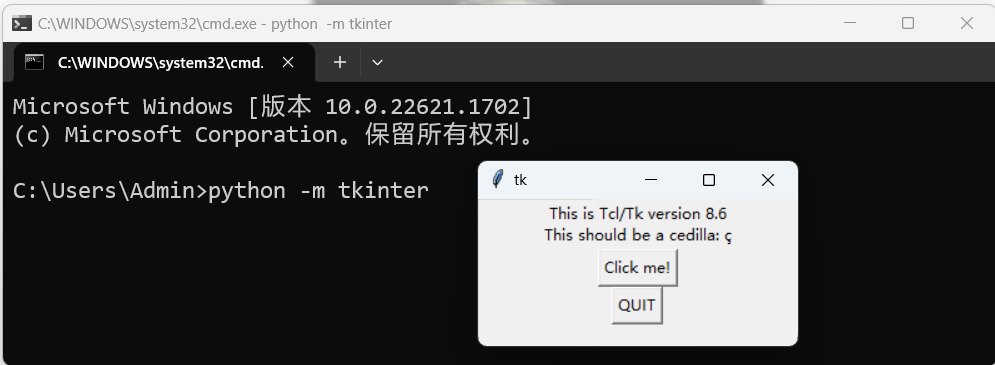 C:\WINDOWS\system32\cmd.exe - python  -m tkinter
C:\WINDOWS\system32\cmd.
Microsoft Windows [版本 10.0.22621.1702]
(c) Microsoft Corporation。保留所有权利。
C:\Users\Admin>python -m tkinter
tk
This is Tcl/Tk version 8.6
This should be a cedilla: ç
Click me!
QUIT